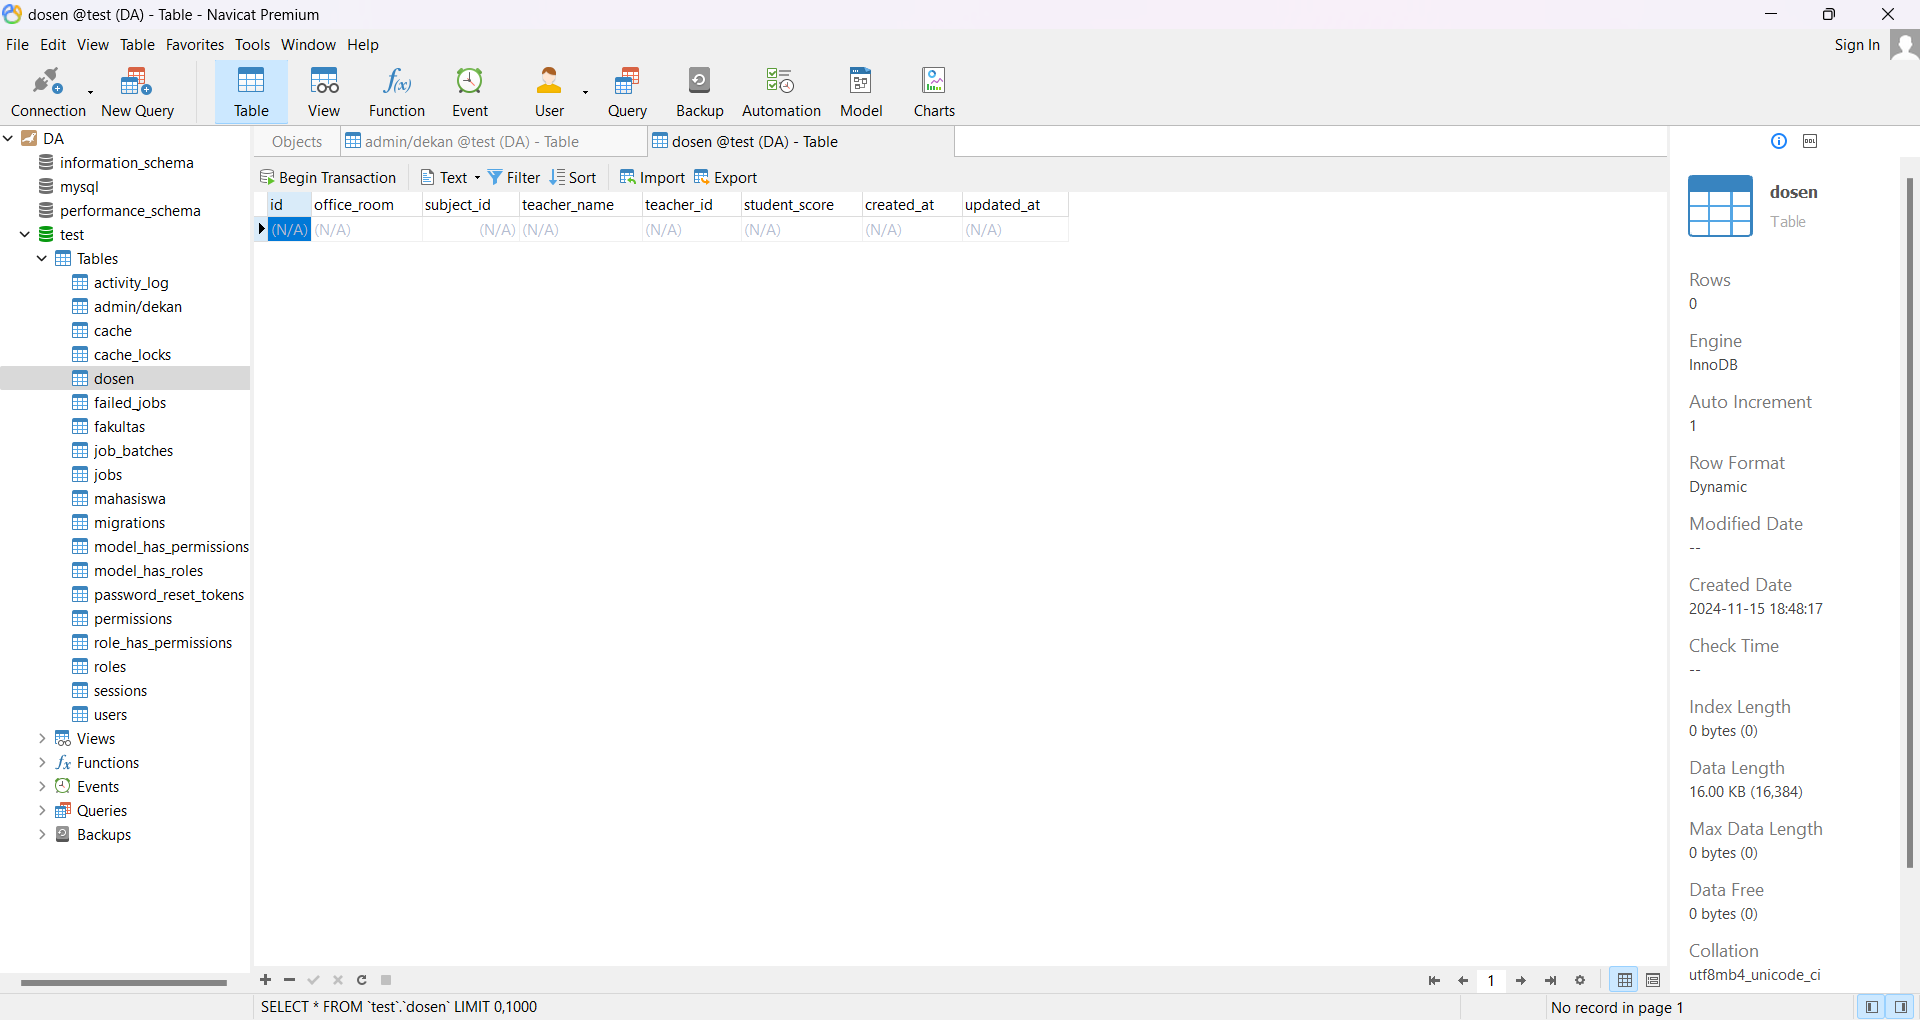 dosen @test (DA) - Table - Navicat Premium
File Edit View Table Favorites Tools Window Help
Sign In
Connection New Query Table View Function Event User Query Backup Automation Model Charts
DA
information_schema
mysql
performance_schema
test
Tables
activity_log
admin/dekan
cache
cache_locks
dosen
failed_jobs
fakultas
job_batches
jobs
mahasiswa
migrations
model_has_permissions
model_has_roles
password_reset_tokens
permissions
role_has_permissions
roles
sessions
users
Views
Functions
Events
Queries
Backups
Objects admin/dekan @test (DA) - Table dosen @test (DA) - Table
Begin Transaction Text Filter Sort Import Export
id office_room subject_id teacher_name teacher_id student_score created_at updated_at
(N/A) (N/A) (N/A) (N/A) (N/A) (N/A) (N/A) (N/A)
1
SELECT * FROM `test`.`dosen` LIMIT 0,1000
No record in page 1
DDL
dosen
Table
Rows
0
Engine
InnoDB
Auto Increment
1
Row Format
Dynamic
Modified Date
--
Created Date
2024-11-15 18:48:17
Check Time
--
Index Length
0 bytes (0)
Data Length
16.00 KB (16,384)
Max Data Length
0 bytes (0)
Data Free
0 bytes (0)
Collation
utf8mb4_unicode_ci